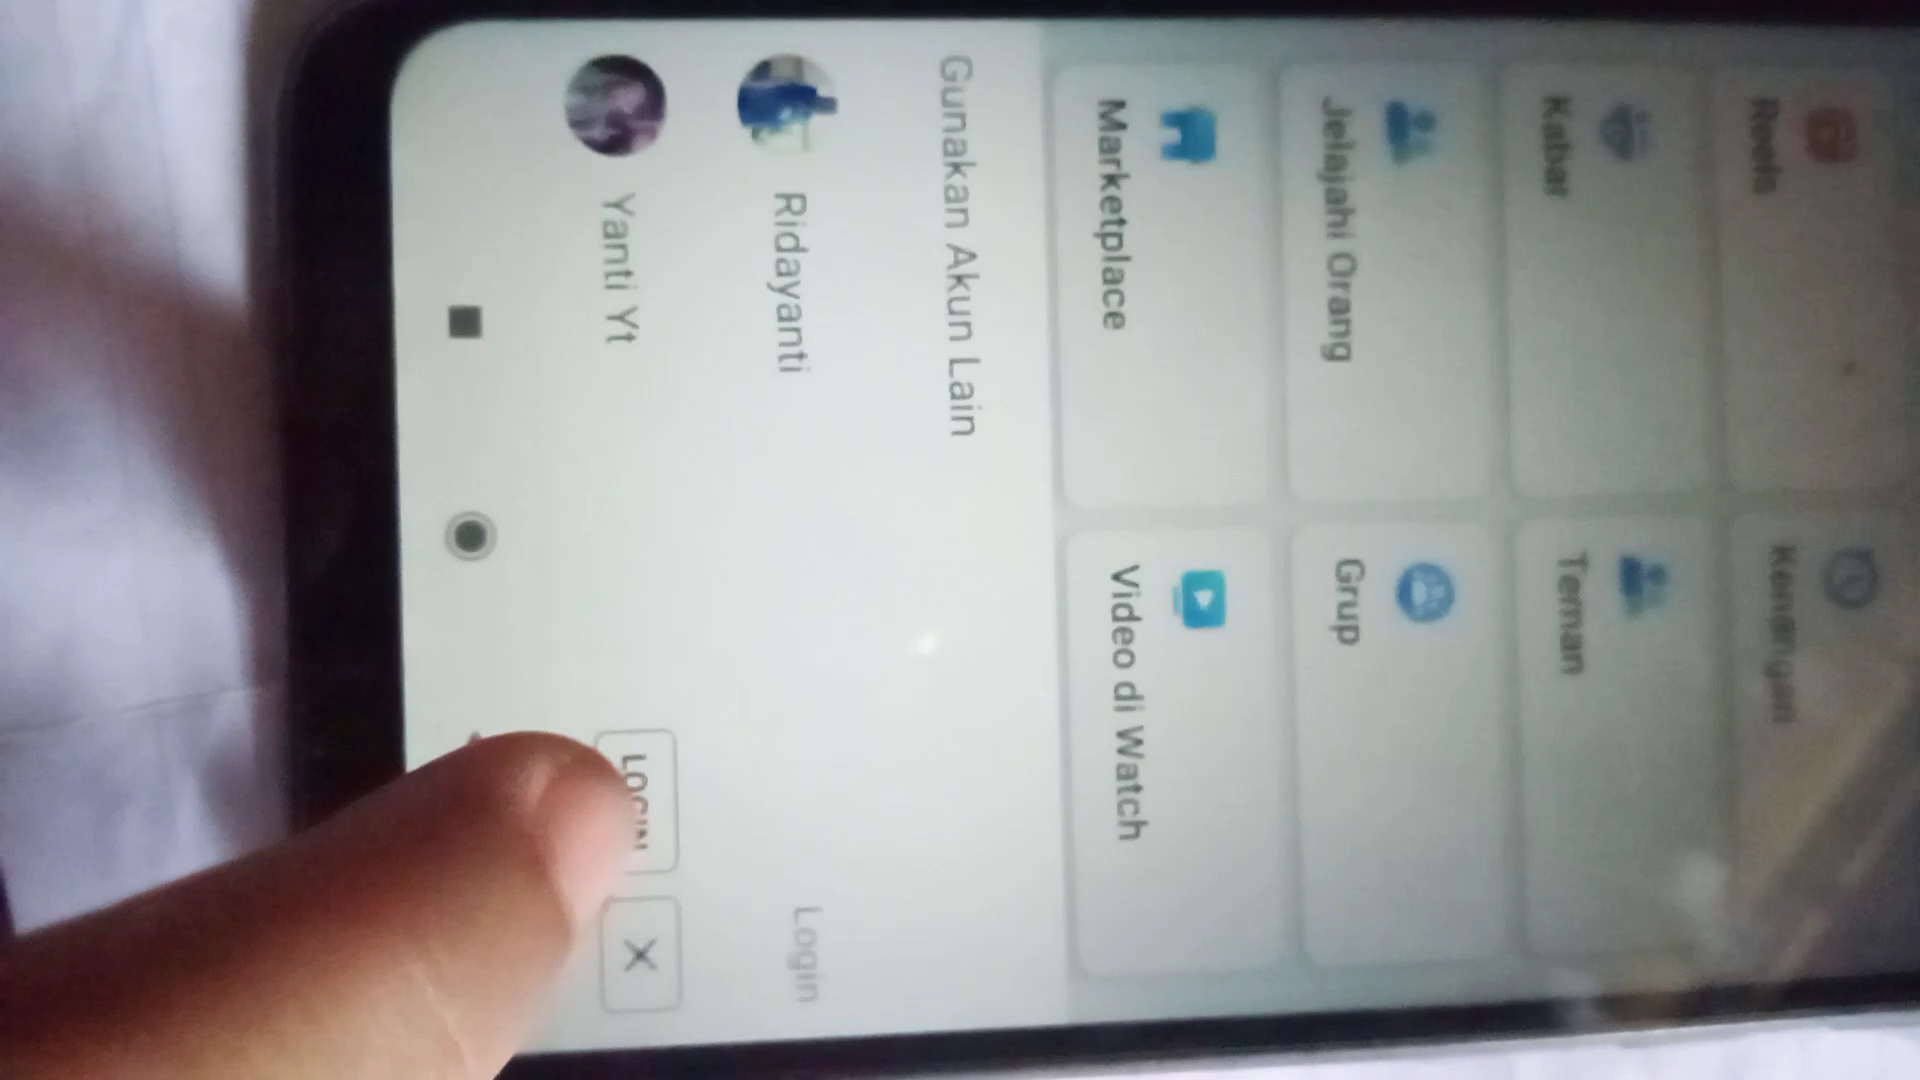 Reels
Kenangan
Kabar
Teman
Jelajahi Orang
Grup
Marketplace
Video di Watch
Gunakan Akun Lain
Ridayanti
Login
Yanti Yt
LOGIN
X